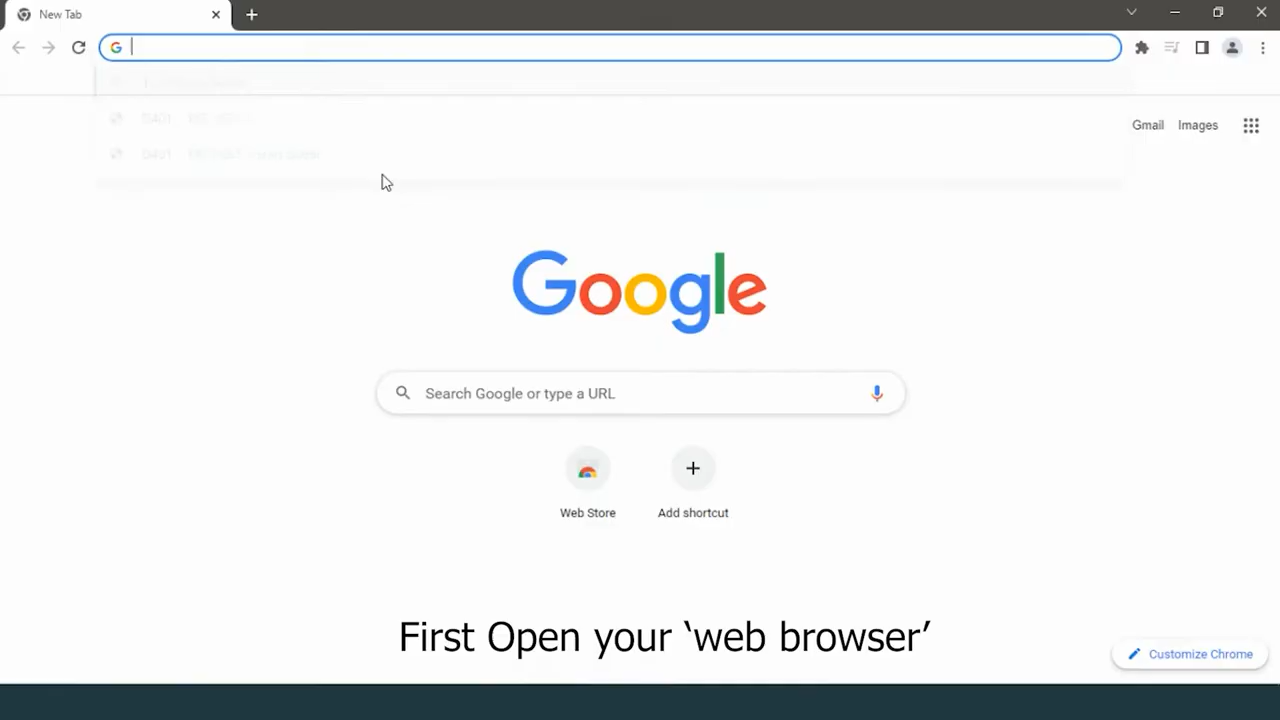 New Tab
Gmail Images
Google
Search Google or type a URL
Web Store Add shortcut
First Open your ‘web browser’
Customize Chrome